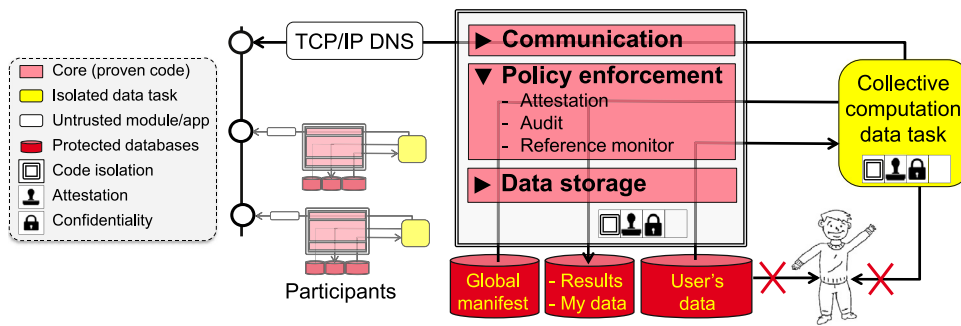 TCP/IP DNS
Core (proven code)
Isolated data task
Untrusted module/app
Protected databases
Code isolation
Attestation
Confidentiality
Participants
► Communication
▼ Policy enforcement
- Attestation
- Audit
- Reference monitor
► Data storage
Collective
computation
data task
Global
manifest
- Results
- My data
User's
data